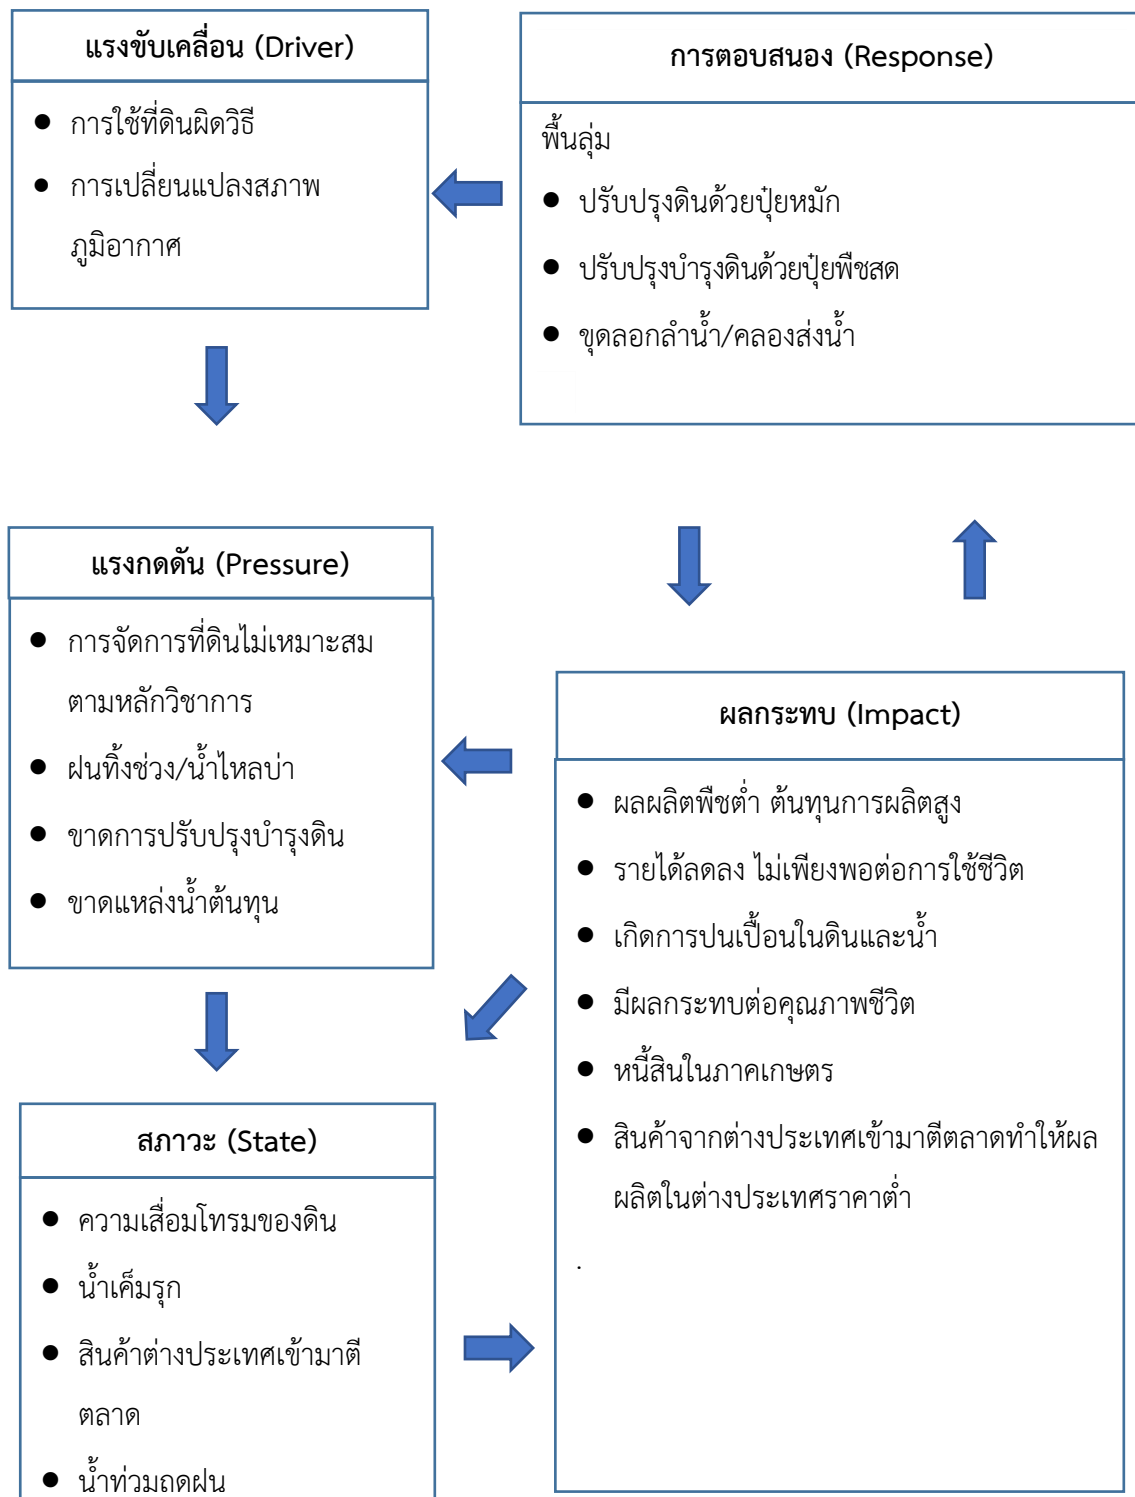 แรงขับเคลื่อน (Driver)
● การใช้ที่ดินผิดวิธี
● การเปลี่ยนแปลงสภาพ
ภูมิอากาศ
การตอบสนอง (Response)
พื้นลุ่ม
● ปรับปรุงดินด้วยปุ๋ยหมัก
● ปรับปรุงบำรุงดินด้วยปุ๋ยพืชสด
● ขุดลอกลำน้ำ/คลองส่งน้ำ
แรงกดดัน (Pressure)
● การจัดการที่ดินไม่เหมาะสม
ตามหลักวิชาการ
● ฝนทิ้งช่วง/น้ำไหลบ่า
● ขาดการปรับปรุงบำรุงดิน
● ขาดแหล่งน้ำต้นทุน
ผลกระทบ (Impact)
● ผลผลิตพืชต่ำ ต้นทุนการผลิตสูง
● รายได้ลดลง ไม่เพียงพอต่อการใช้ชีวิต
● เกิดการปนเปื้อนในดินและน้ำ
● มีผลกระทบต่อคุณภาพชีวิต
● หนี้สินในภาคเกษตร
● สินค้าจากต่างประเทศเข้ามาตีตลาดทำให้ผล
ผลิตในต่างประเทศราคาต่ำ
.
สภาวะ (State)
● ความเสื่อมโทรมของดิน
● น้ำเค็มรุก
● สินค้าต่างประเทศเข้ามาตี
ตลาด
● น้ำท่วมถดฝน